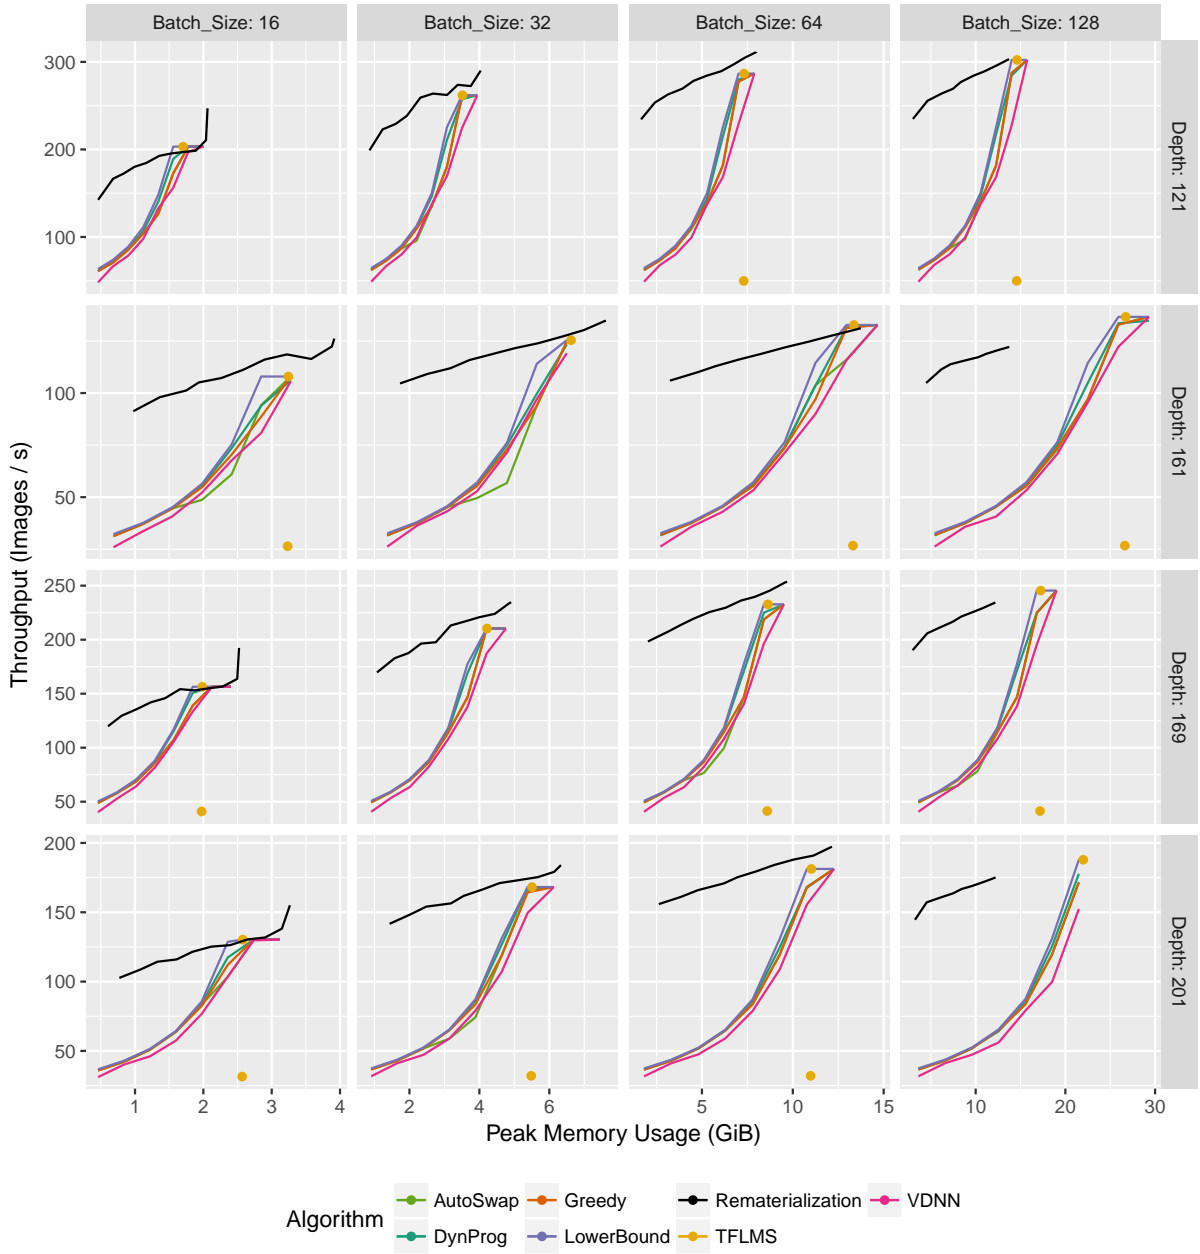 Batch_Size: 16 Batch_Size: 32 Batch_Size: 64 Batch_Size: 128
300
200
100
Depth: 121
100
50
Depth: 161
250
200
150
100
50
Depth: 169
200
150
100
50
Depth: 201
Throughput (Images / s)
1 2 3 4 2 4 6 5 10 15 10 20 30
Peak Memory Usage (GiB)
Algorithm
AutoSwap Greedy Rematerialization VDNN
DynProg LowerBound TFLMS